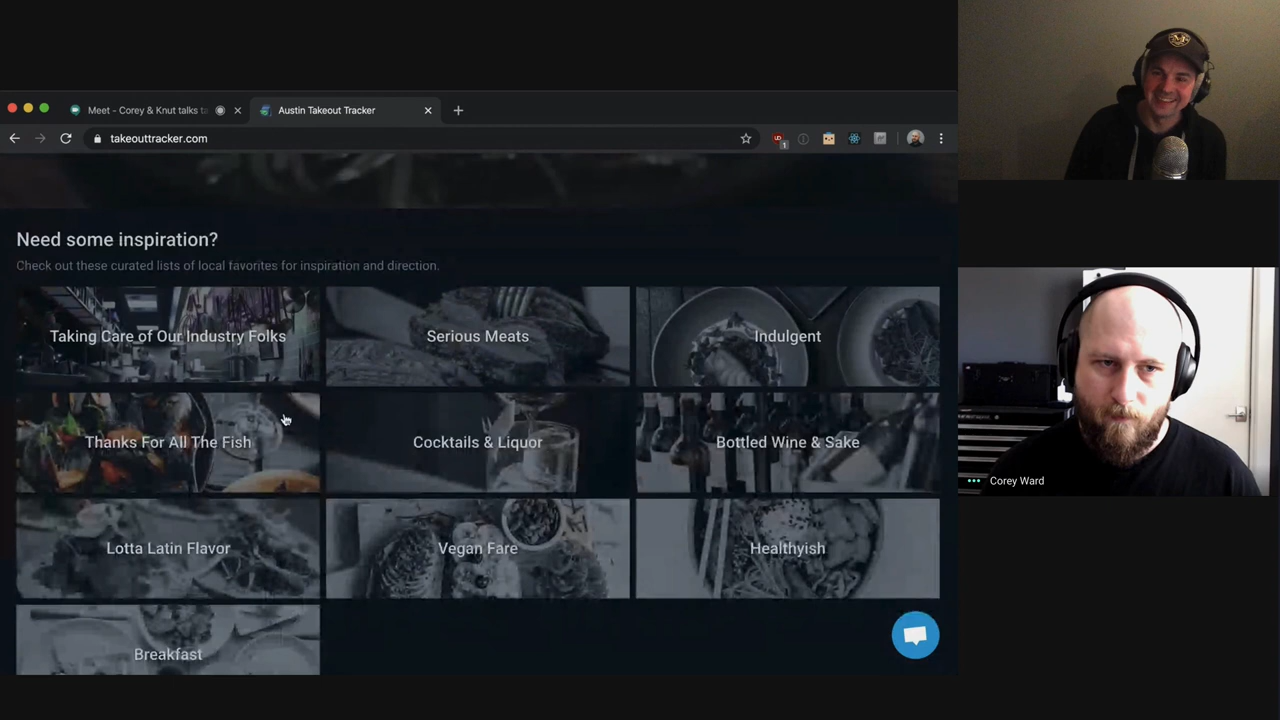 Meet - Corey & Knut talks ta
Austin Takeout Tracker
takeouttracker.com
1
Need some inspiration?
Check out these curated lists of local favorites for inspiration and direction.
Taking Care of Our Industry Folks
Serious Meats
Indulgent
Thanks For All The Fish
Cocktails & Liquor
Bottled Wine & Sake
Lotta Latin Flavor
Vegan Fare
Healthyish
Breakfast
Corey Ward